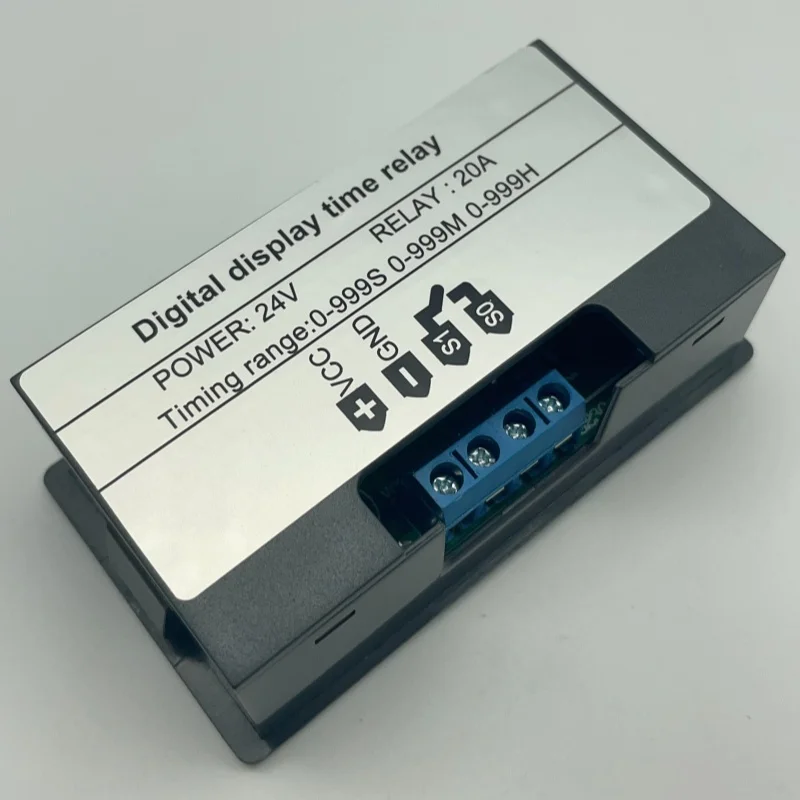 Digital display time relay
POWER: 24V RELAY : 20A
Timing range:0-999S 0-999M 0-999H
VCC GND S1 S0
+ −